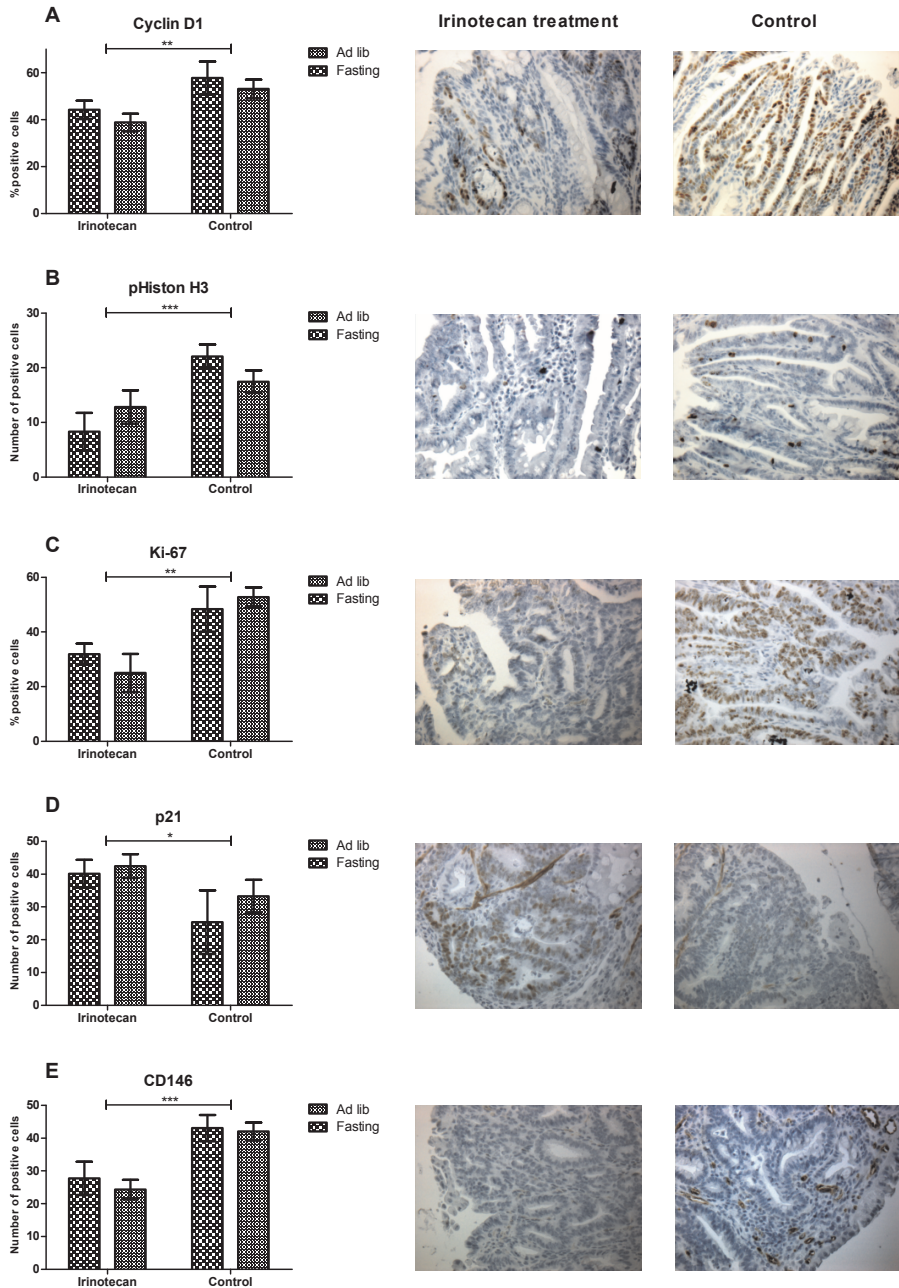 Irinotecan treatment Control
A
Cyclin D1
**
Ad lib
Fasting
%positive cells
60
40
20
0
Irinotecan Control
B
pHiston H3
***
Ad lib
Fasting
Number of positive cells
30
20
10
0
Irinotecan Control
C
Ki-67
**
Ad lib
Fasting
% positive cells
60
40
20
0
Irinotecan Control
D
p21
*
Ad lib
Fasting
Number of positive cells
50
40
30
20
10
0
Irinotecan Control
E
CD146
***
Ad lib
Fasting
Number of positive cells
50
40
30
20
10
0
Irinotecan Control